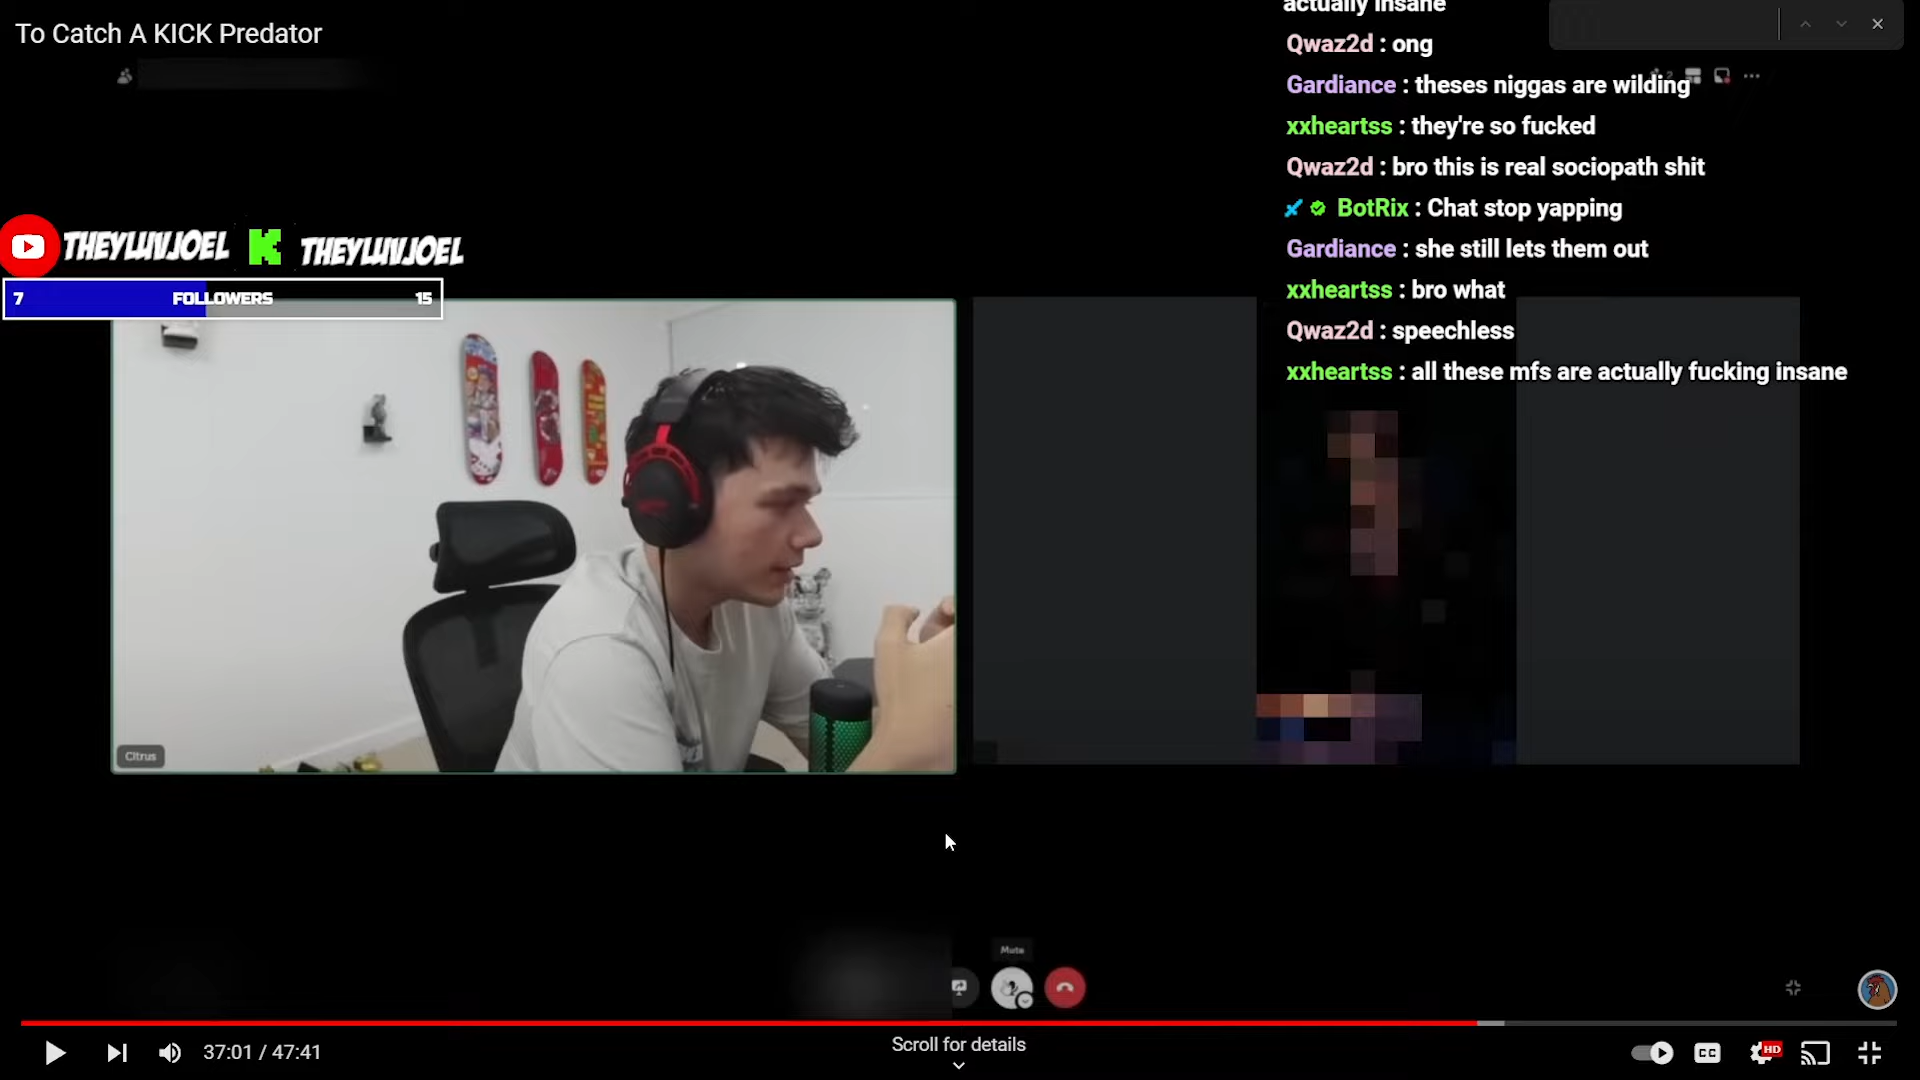 actually insane
To Catch A KICK Predator
Qwaz2d : ong
Gardiance : theses niggas are wilding
xxheartss : they're so fucked
Qwaz2d : bro this is real sociopath shit
BotRix : Chat stop yapping
THEYLUVJOEL THEYLUVJOEL
Gardiance : she still lets them out
7 FOLLOWERS 15
xxheartss : bro what
Qwaz2d : speechless
xxheartss : all these mfs are actually fucking insane
Citrus
Mute
37:01 / 47:41
Scroll for details
CC
HD